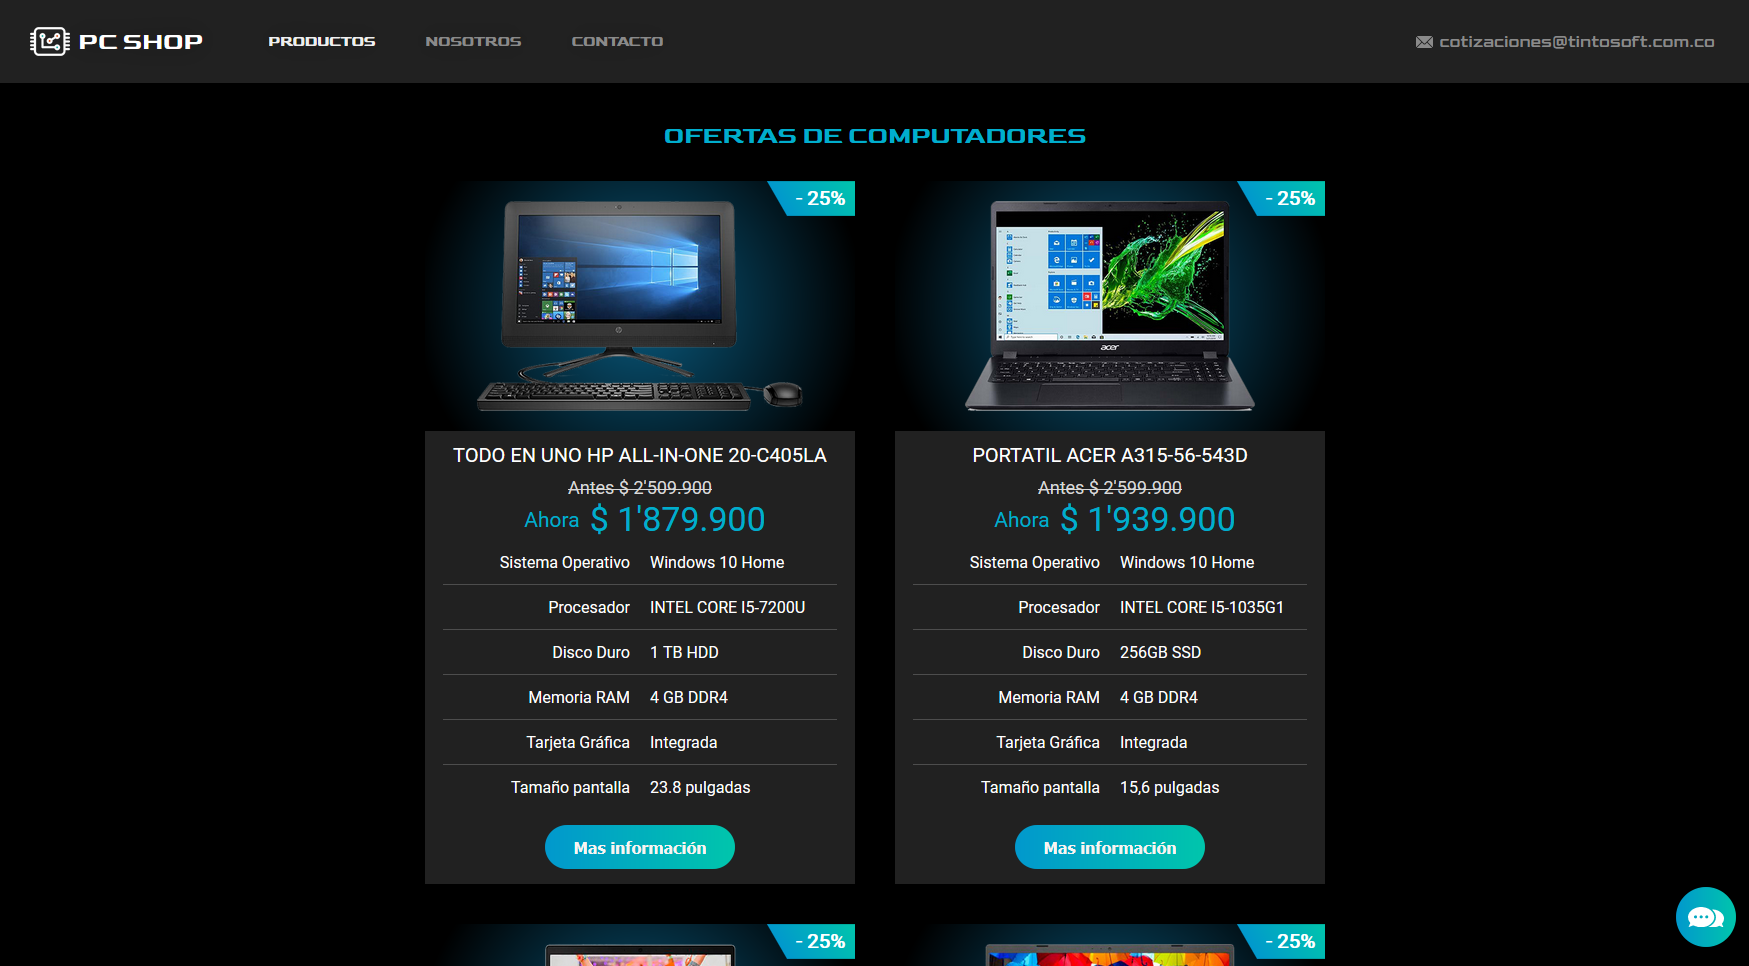 PC SHOP
PRODUCTOS
NOSOTROS
CONTACTO
cotizaciones@tintosoft.com.co
OFERTAS DE COMPUTADORES
- 25%
TODO EN UNO HP ALL-IN-ONE 20-C405LA
Antes $ 2'509.900
Ahora $ 1'879.900
Sistema Operativo Windows 10 Home
Procesador INTEL CORE I5-7200U
Disco Duro 1 TB HDD
Memoria RAM 4 GB DDR4
Tarjeta Gráfica Integrada
Tamaño pantalla 23.8 pulgadas
Mas información
- 25%
acer
PORTATIL ACER A315-56-543D
Antes $ 2'599.900
Ahora $ 1'939.900
Sistema Operativo Windows 10 Home
Procesador INTEL CORE I5-1035G1
Disco Duro 256GB SSD
Memoria RAM 4 GB DDR4
Tarjeta Gráfica Integrada
Tamaño pantalla 15,6 pulgadas
Mas información
- 25%
- 25%